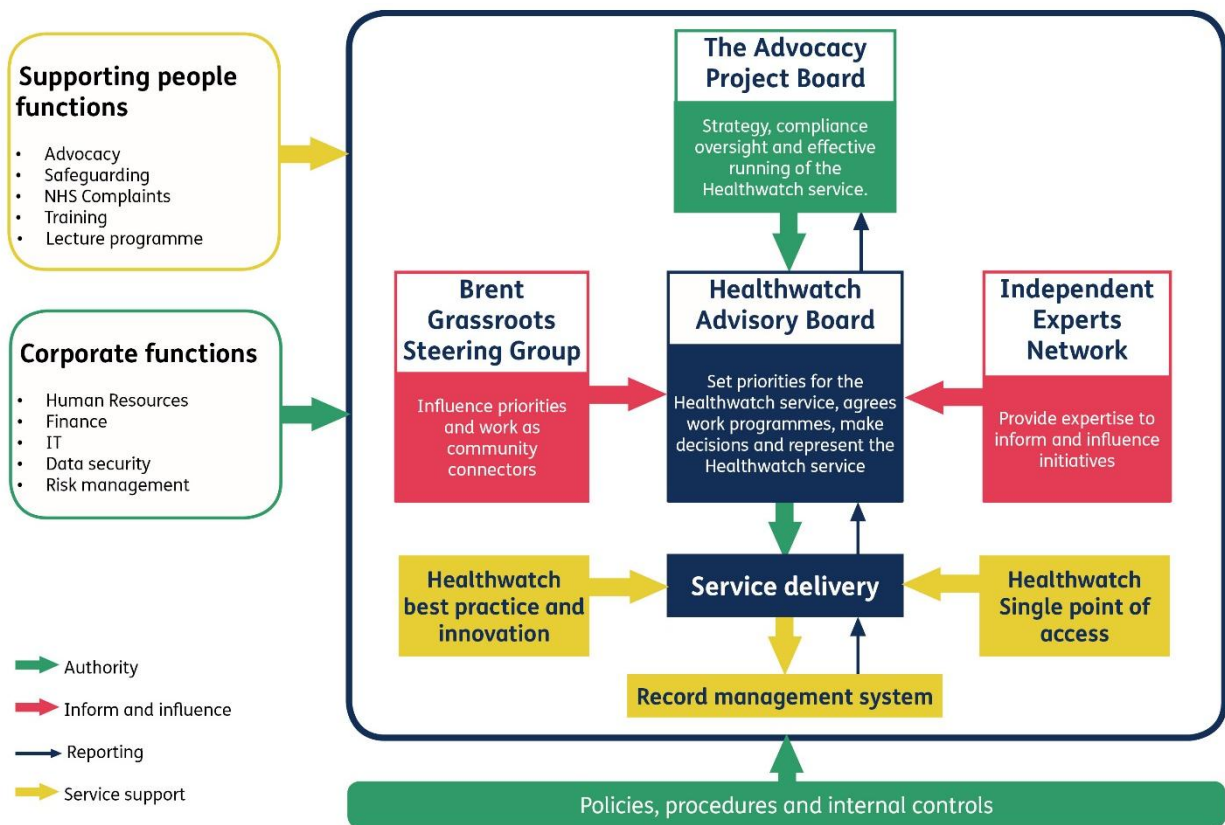 Supporting people
functions
• Advocacy
• Safeguarding
• NHS Complaints
• Training
• Lecture programme
Corporate functions
• Human Resources
• Finance
• IT
• Data security
• Risk management
The Advocacy
Project Board
Strategy, compliance
oversight and effective
running of the
Healthwatch service.
Brent
Grassroots
Steering Group
Influence priorities
and work as
community
connectors
Healthwatch
Advisory Board
Set priorities for the
Healthwatch service, agrees
work programmes, make
decisions and represent the
Healthwatch service
Independent
Experts
Network
Provide expertise to
inform and influence
initiatives
Healthwatch
best practice and
innovation
Service delivery
Healthwatch
Single point of
access
Record management system
Authority
Inform and influence
Reporting
Service support
Policies, procedures and internal controls